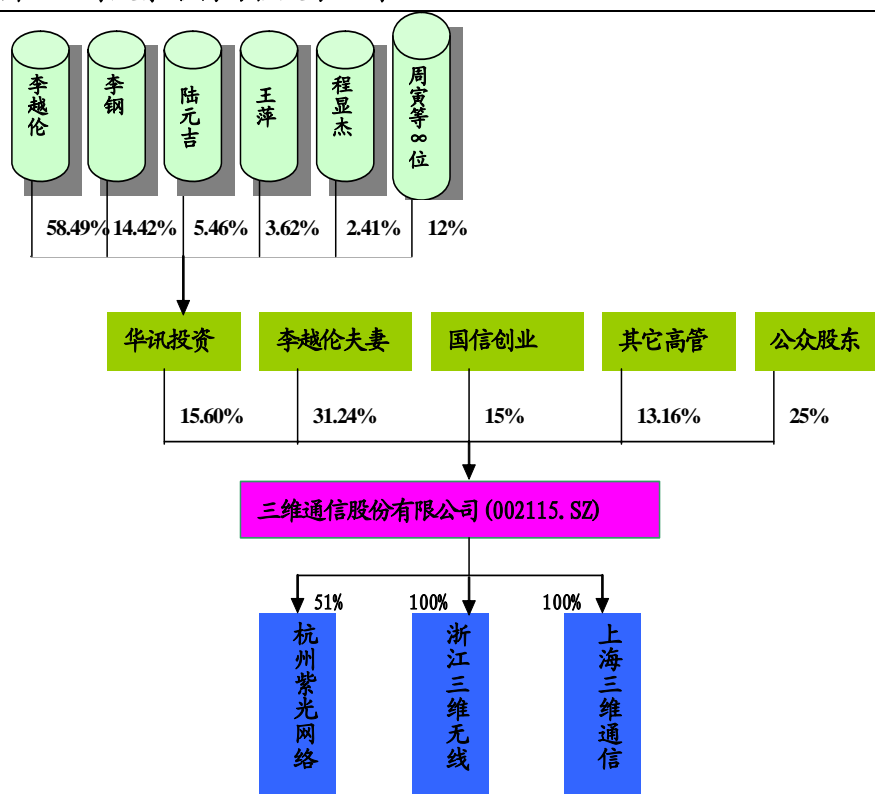 李越伦
李钢
陆元吉
王萍
程显杰
周寅等∞位
58.49%
14.42%
5.46%
3.62%
2.41%
12%
华讯投资
李越伦夫妻
国信创业
其它高管
公众股东
15.60%
31.24%
15%
13.16%
25%
三维通信股份有限公司(002115.SZ)
51%
100%
100%
杭州紫光网络
浙江三维无线
上海三维通信